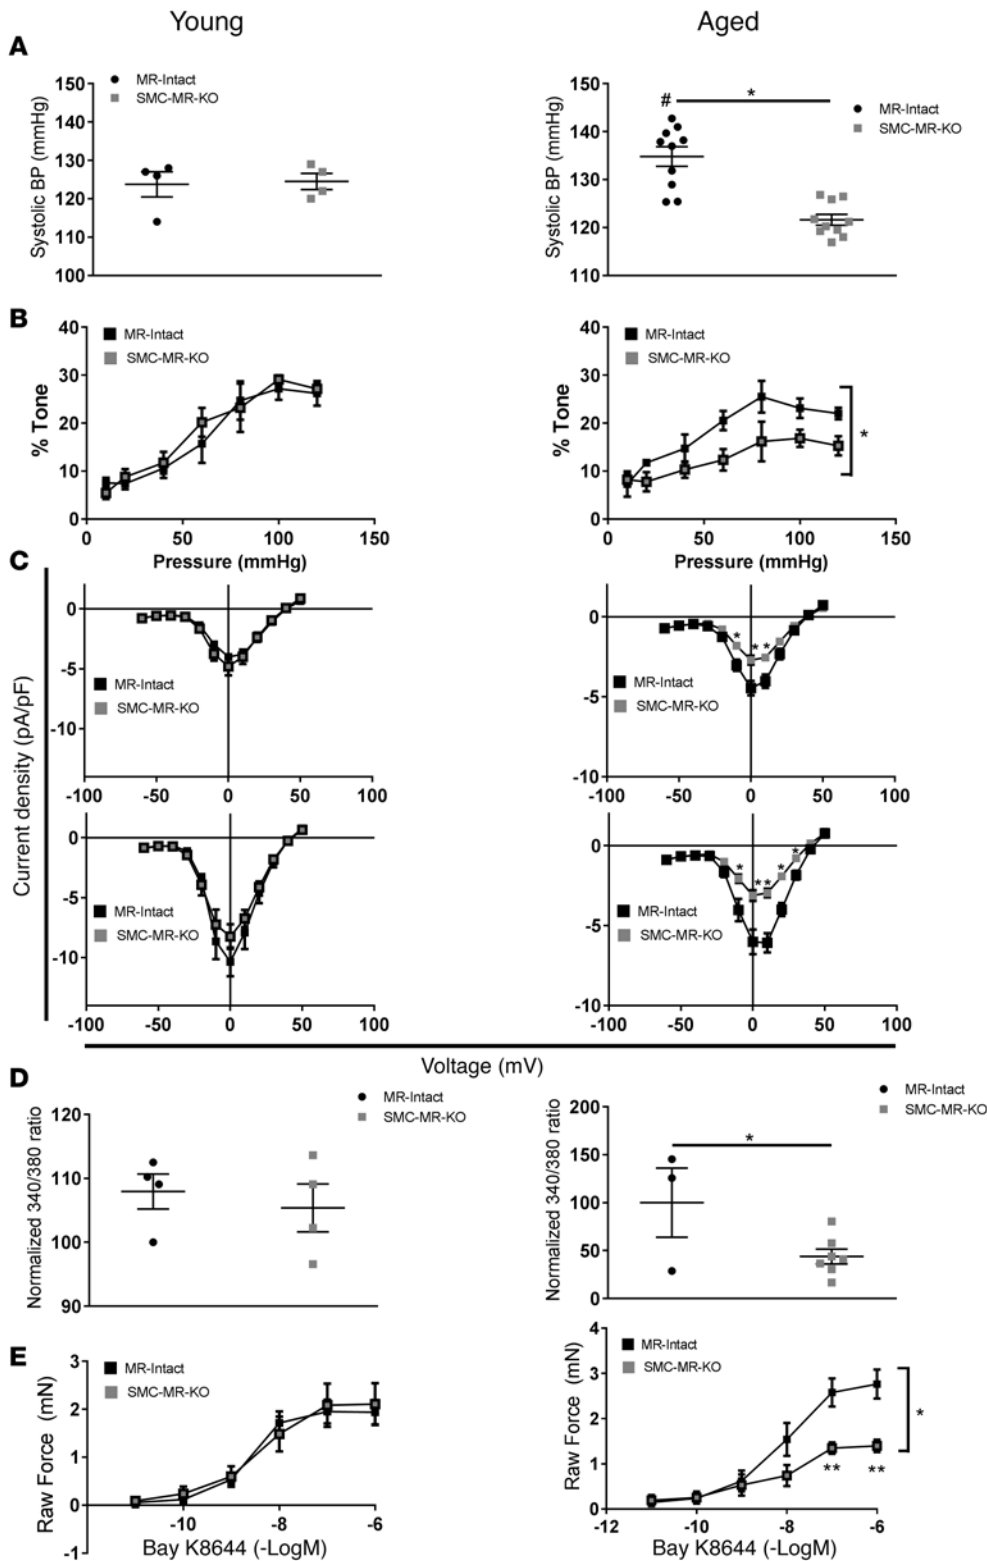 Young Aged
A
MR-Intact
SMC-MR-KO
Systolic BP (mmHg)
150
140
130
120
110
100
# *
MR-Intact
SMC-MR-KO
Systolic BP (mmHg)
150
140
130
120
110
B
MR-Intact
SMC-MR-KO
% Tone
40
30
20
10
0
0 50 100 150
Pressure (mmHg)
MR-Intact
SMC-MR-KO
% Tone
40
30
20
10
0
*
0 50 100 150
Pressure (mmHg)
C
Current density (pA/pF)
0
-5
-10
MR-Intact
SMC-MR-KO
-100 -50 0 50 100
0
-5
-10
* * *
MR-Intact
SMC-MR-KO
-100 -50 0 50 100
0
-5
-10
MR-Intact
SMC-MR-KO
-100 -50 0 50 100
0
-5
-10
* * * * *
MR-Intact
SMC-MR-KO
-100 -50 0 50 100
Voltage (mV)
D
MR-Intact
SMC-MR-KO
Normalized 340/380 ratio
120
110
100
90
MR-Intact
SMC-MR-KO
*
Normalized 340/380 ratio
200
150
100
50
0
E
MR-Intact
SMC-MR-KO
Raw Force (mN)
3
2
1
0
-1
-10 -8 -6
Bay K8644 (-LogM)
MR-Intact
SMC-MR-KO
Raw Force (mN)
4
3
2
1
0
*
** **
-12 -10 -8 -6
Bay K8644 (-LogM)